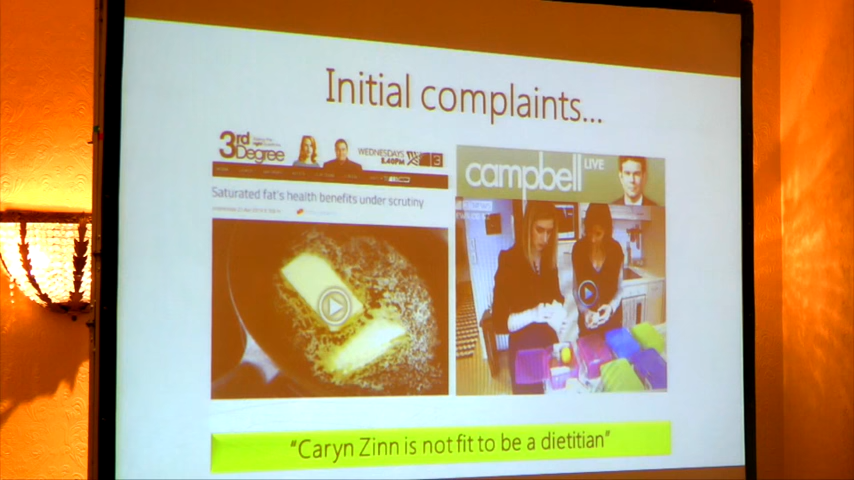 Initial complaints...
3rd
Degree
WEDNESDAYS
8.40PM
3
Saturated fat's health benefits under scrutiny
campbell LIVE
"Caryn Zinn is not fit to be a dietitian"